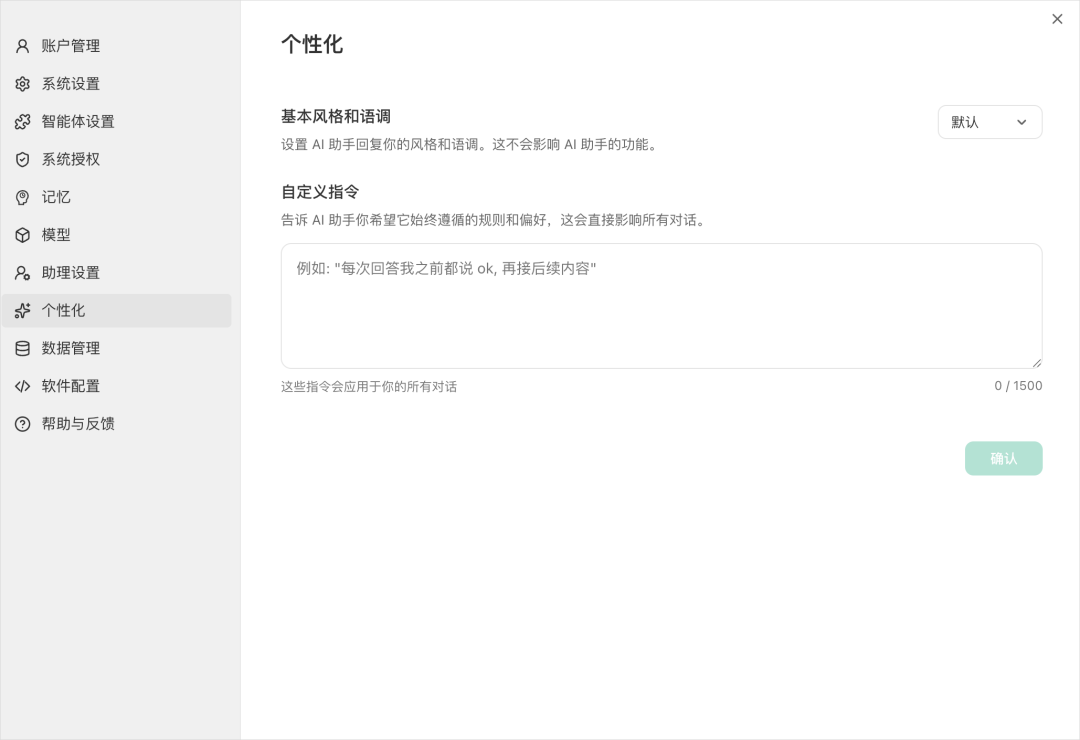 账户管理
系统设置
智能体设置
系统授权
记忆
模型
助理设置
个性化
数据管理
软件配置
帮助与反馈
个性化
基本风格和语调
设置 AI 助手回复你的风格和语调。这不会影响 AI 助手的功能。
默认
自定义指令
告诉 AI 助手你希望它始终遵循的规则和偏好，这会直接影响所有对话。
例如: "每次回答我之前都说 ok, 再接后续内容"
这些指令会应用于你的所有对话
0 / 1500
确认